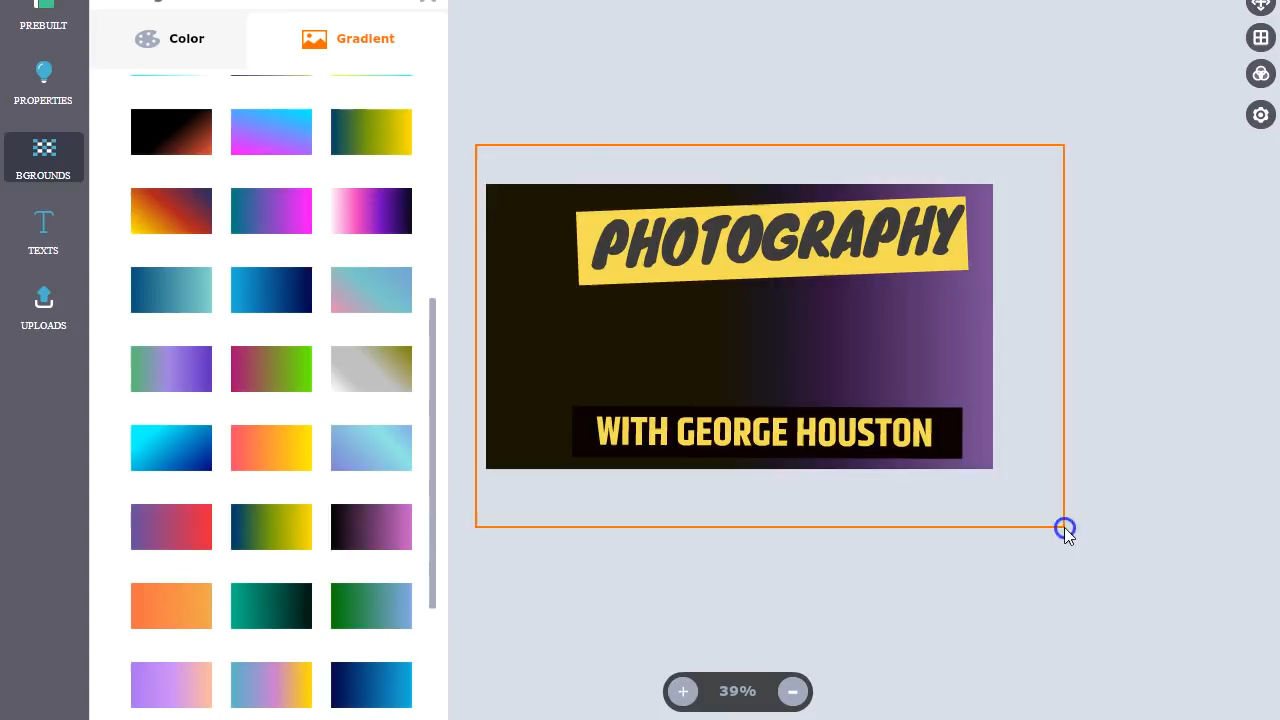 PREBUILT
PROPERTIES
BGROUNDS
TEXTS
UPLOADS
Color
Gradient
PHOTOGRAPHY
WITH GEORGE HOUSTON
39%